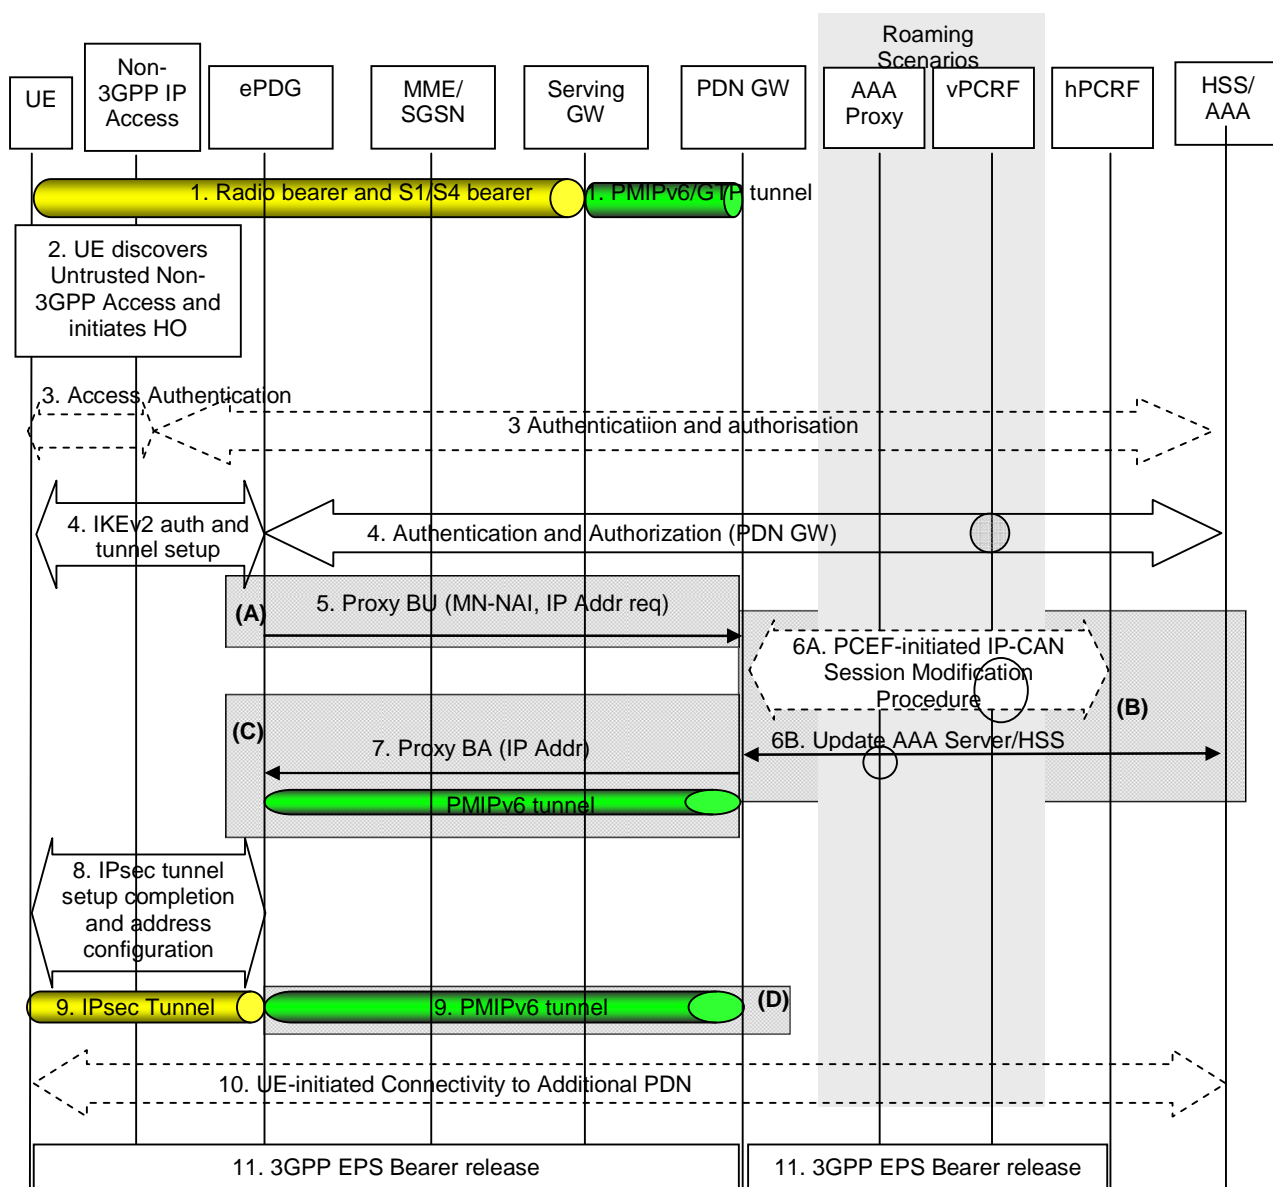 Roaming
Scenarios
UE
Non-
3GPP IP
Access
ePDG
MME/
SGSN
Serving
GW
PDN GW
AAA
Proxy
vPCRF
hPCRF
HSS/
AAA
1. Radio bearer and S1/S4 bearer
1. PMIPv6/GTP tunnel
2. UE discovers
Untrusted Non-
3GPP Access and
initiates HO
3. Access Authentication
3 Authenticatiion and authorisation
4. IKEv2 auth and
tunnel setup
4. Authentication and Authorization (PDN GW)
(A)
5. Proxy BU (MN-NAI, IP Addr req)
6A. PCEF-initiated IP-CAN
Session Modification
Procedure
(B)
(C)
7. Proxy BA (IP Addr)
6B. Update AAA Server/HSS
PMIPv6 tunnel
8. IPsec tunnel
setup completion
and address
configuration
9. IPsec Tunnel
9. PMIPv6 tunnel
(D)
10. UE-initiated Connectivity to Additional PDN
11. 3GPP EPS Bearer release
11. 3GPP EPS Bearer release